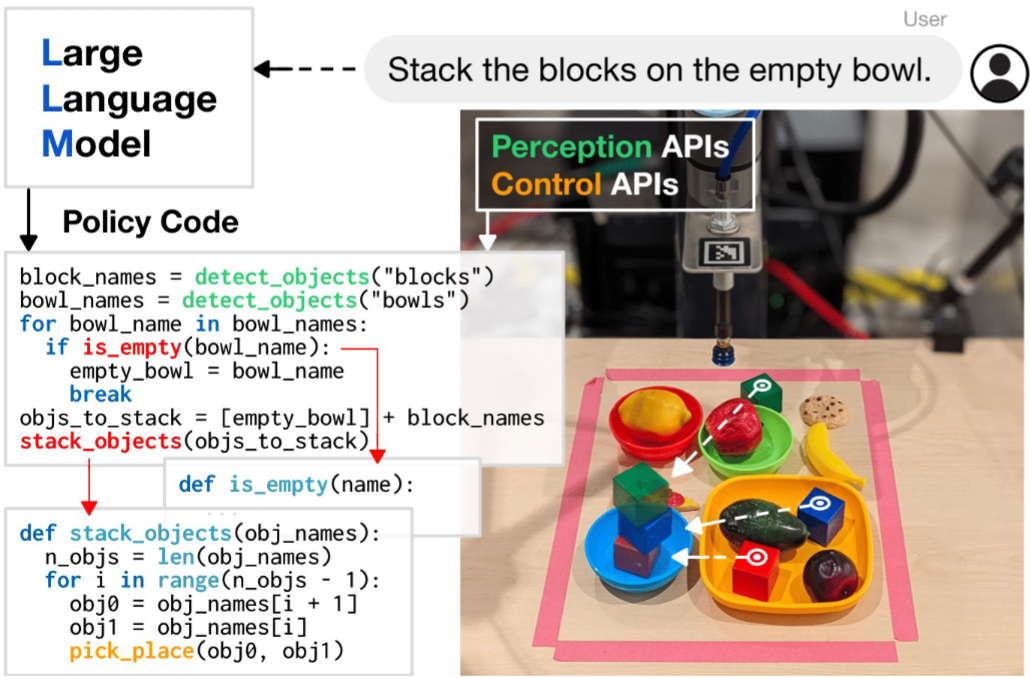 User
Large
Language
Model
Stack the blocks on the empty bowl.
Perception APIs
Control APIs
Policy Code
block_names = detect_objects("blocks")
bowl_names = detect_objects("bowls")
for bowl_name in bowl_names:
  if is_empty(bowl_name):
    empty_bowl = bowl_name
    break
objs_to_stack = [empty_bowl] + block_names
stack_objects(objs_to_stack)
def is_empty(name):
...
def stack_objects(obj_names):
  n_objs = len(obj_names)
  for i in range(n_objs - 1):
    obj0 = obj_names[i + 1]
    obj1 = obj_names[i]
    pick_place(obj0, obj1)